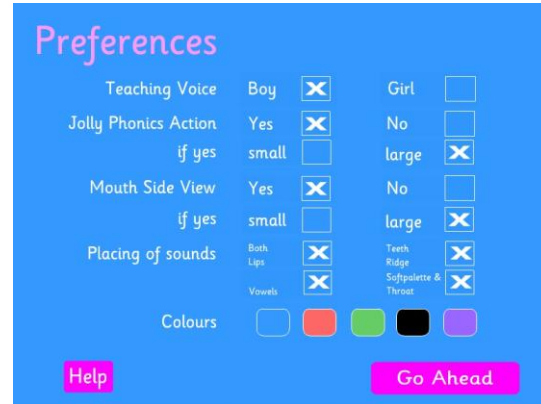 Preferences
Teaching Voice Boy Girl
Jolly Phonics Action Yes No
if yes small large
Mouth Side View Yes No
if yes small large
Placing of sounds Both Lips Teeth Ridge
Vowels Softpalette & Throat
Colours
Help Go Ahead